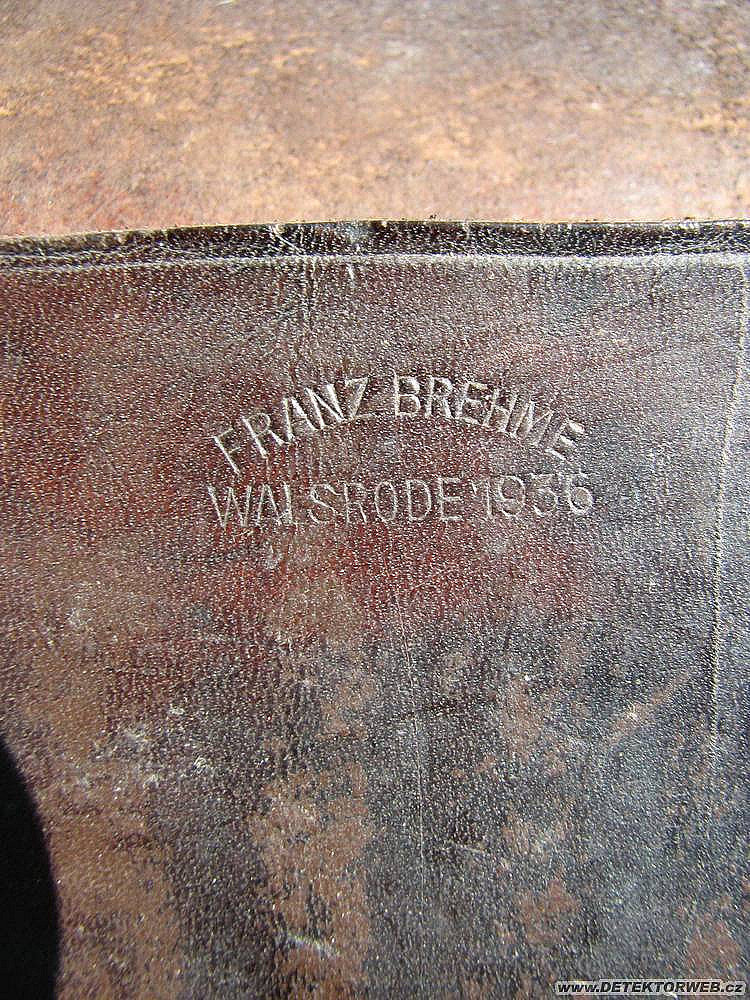 FRANZ BREHME
WALSRODE 1936
www.DETEKTORWEB.cz